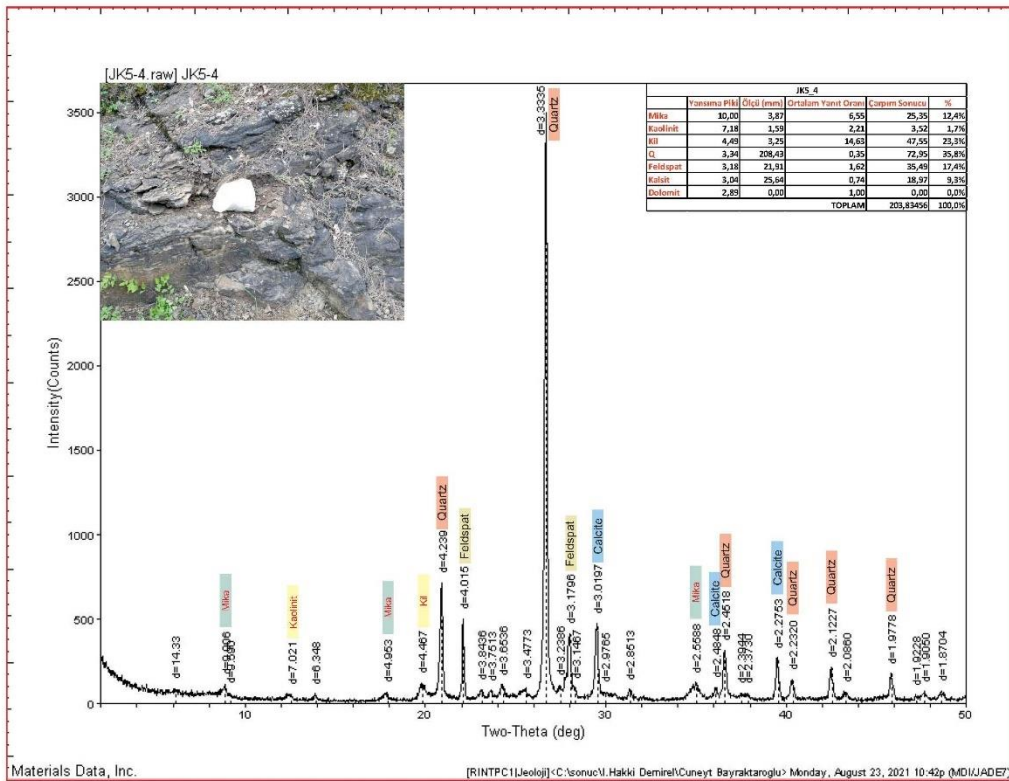 [JK5-4.raw] JK5-4
JK5_4
Yansıma Piki Ölçü (mm) Ortalam Yanıt Oranı Çarpım Sonucu %
Mika 10,00 3,87 6,55 25,35 12,4%
Kaolinit 7,18 1,59 2,21 3,52 1,7%
Kil 4,49 3,25 14,63 47,55 23,3%
Q 3,34 208,43 0,35 72,95 35,8%
Feldspat 3,18 21,91 1,62 35,49 17,4%
Kalsit 3,04 25,64 0,74 18,97 9,3%
Dolomit 2,89 0,00 1,00 0,00 0,0%
TOPLAM 203,83456 100,0%
Intensity(Counts)
3500
3000
2500
2000
1500
1000
500
0
d=14.33
Mika
Kaolinit
d=7.021
d=6.348
Mika
d=4.953
Kil
d=4.467
Quartz
d=4.239
Feldspat
d=4.015
d=3.8436
d=3.7513
d=3.6536
d=3.4773
d=3.3335
Quartz
d=3.2386
Feldspat
d=3.1796
d=3.1467
Calcite
d=3.0197
d=2.9765
d=2.8513
Mika
d=2.5588
Calcite
d=2.4848
Quartz
d=2.4518
d=2.3730
Calcite
d=2.2753
Quartz
d=2.2320
Quartz
d=2.1227
d=2.0860
Quartz
d=1.9778
d=1.9228
d=1.9050
d=1.8704
10
20
30
40
50
Two-Theta (deg)
Materials Data, Inc.
[RINTPC1|Jeoloji]<C:\sonuc\I.Hakki Demirel\Cuneyt Bayraktaroglu> Monday, August 23, 2021 10:42p (MDI/JADE7)